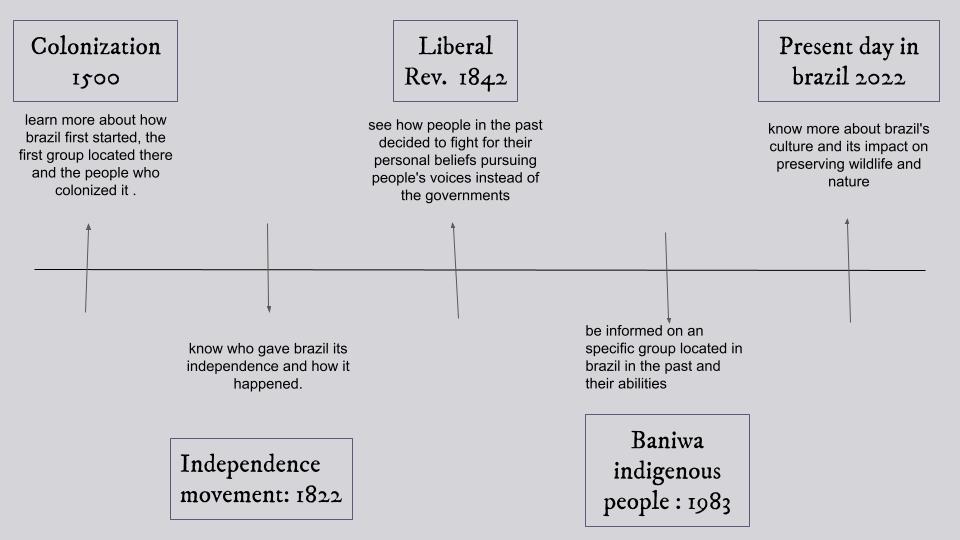 Colonization
1500
learn more about how
brazil first started, the
first group located there
and the people who
colonized it .
Liberal
Rev. 1842
see how people in the past
decided to fight for their
personal beliefs pursuing
people's voices instead of
the governments
Present day in
brazil 2022
know more about brazil's
culture and its impact on
preserving wildlife and
nature
know who gave brazil its
independence and how it
happened.
Independence
movement: 1822
be informed on an
specific group located in
brazil in the past and
their abilities
Baniwa
indigenous
people : 1983